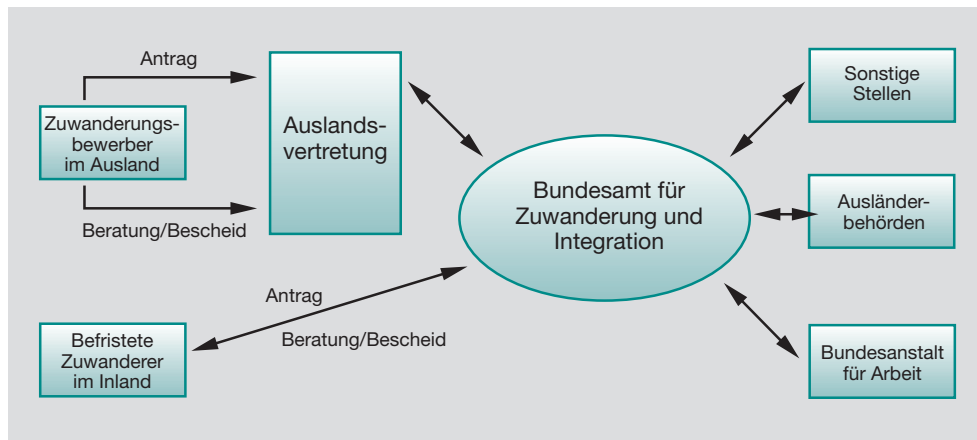 Antrag
Zuwanderungs-
bewerber
im Ausland
Beratung/Bescheid
Auslands-
vertretung
Bundesamt für
Zuwanderung und
Integration
Sonstige
Stellen
Ausländer-
behörden
Bundesanstalt
für Arbeit
Antrag
Beratung/Bescheid
Befristete
Zuwanderer
im Inland